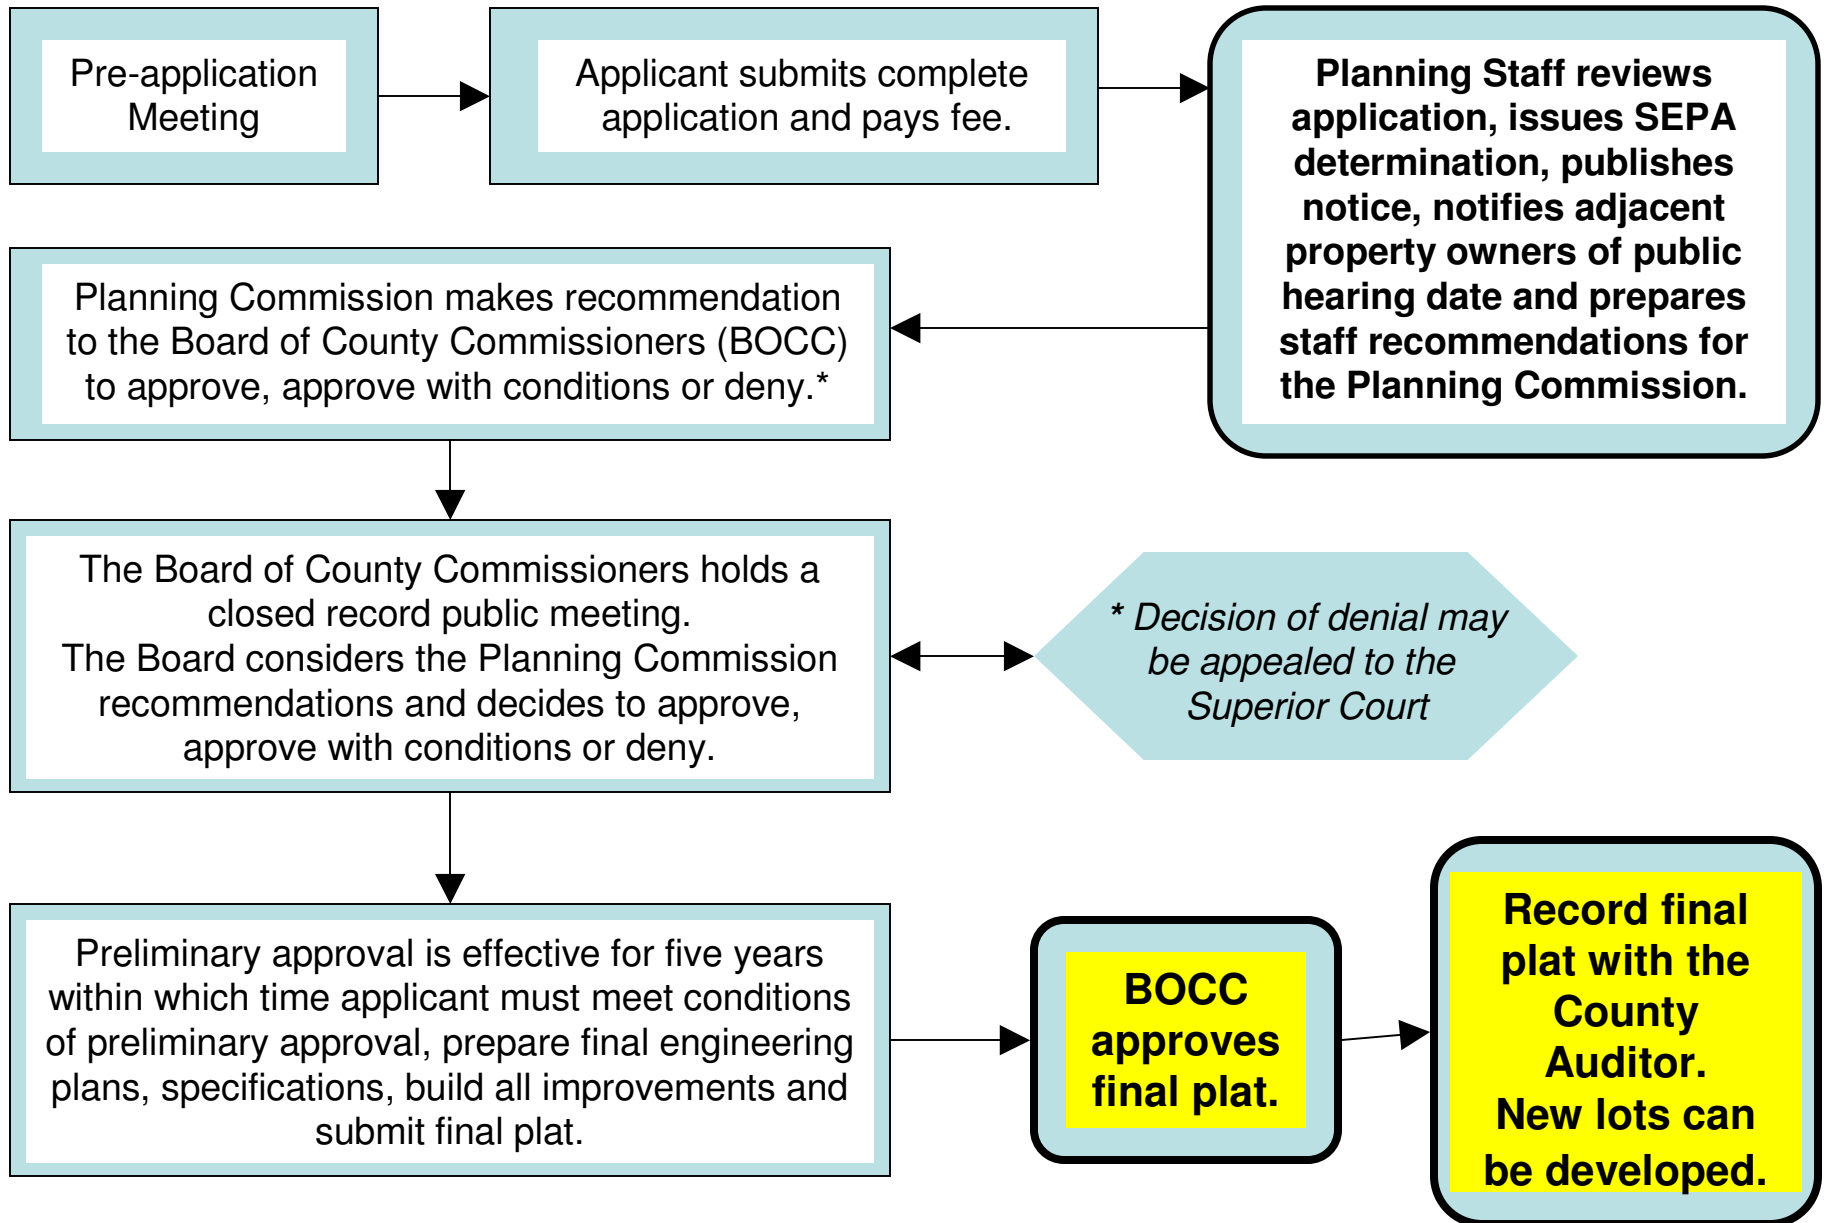 Pre-application
Meeting
Applicant submits complete
application and pays fee.
Planning Staff reviews
application, issues SEPA
determination, publishes
notice, notifies adjacent
property owners of public
hearing date and prepares
staff recommendations for
the Planning Commission.
Planning Commission makes recommendation
to the Board of County Commissioners (BOCC)
to approve, approve with conditions or deny.*
The Board of County Commissioners holds a
closed record public meeting.
The Board considers the Planning Commission
recommendations and decides to approve,
approve with conditions or deny.
* Decision of denial may
be appealed to the
Superior Court
Preliminary approval is effective for five years
within which time applicant must meet conditions
of preliminary approval, prepare final engineering
plans, specifications, build all improvements and
submit final plat.
BOCC
approves
final plat.
Record final
plat with the
County
Auditor.
New lots can
be developed.